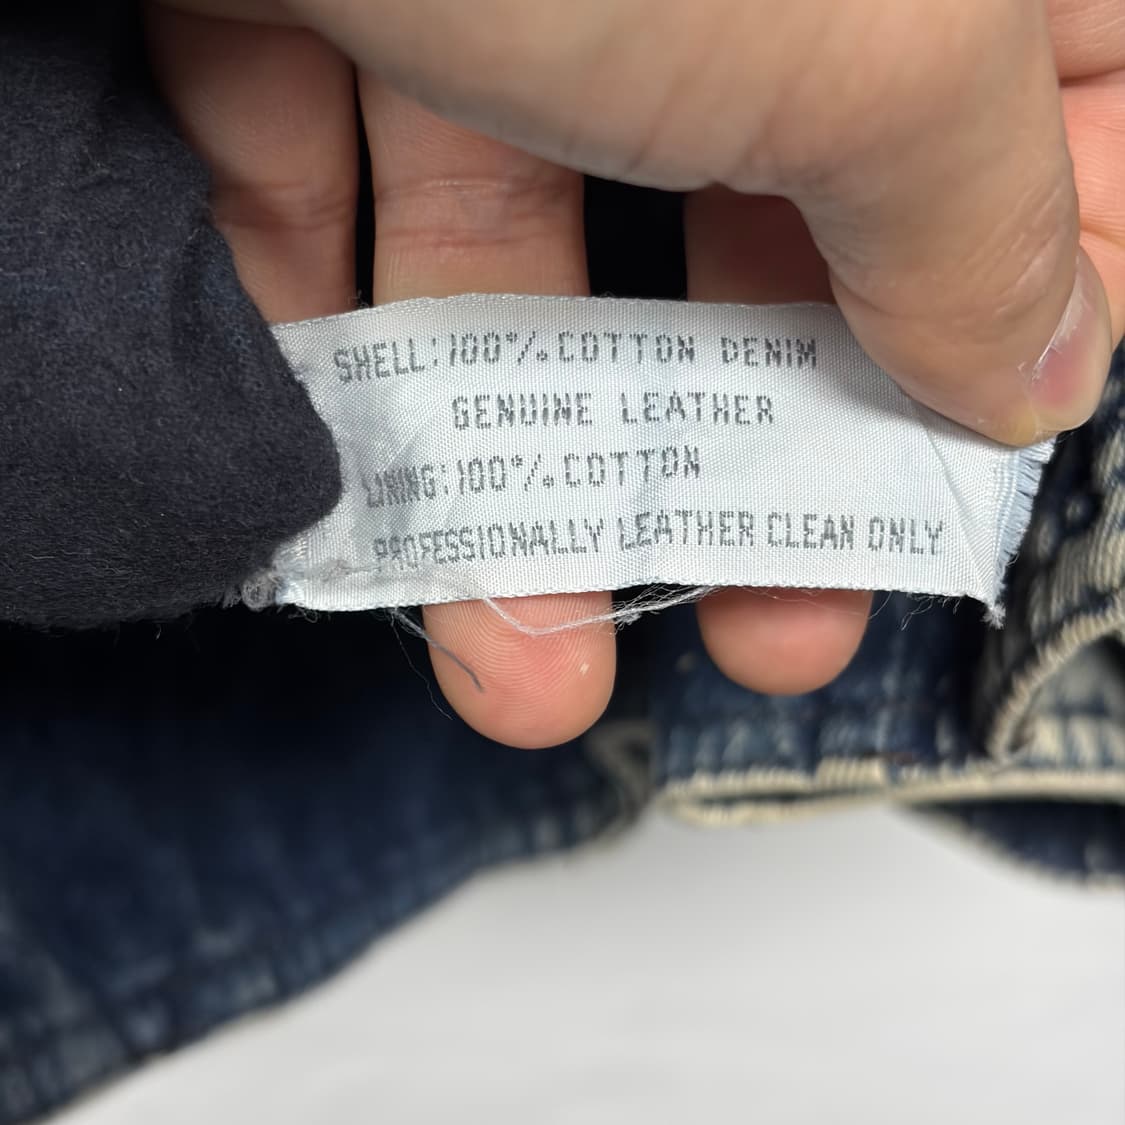 SHELL:100%COTTON DENIM
GENUINE LEATHER
LINING:100%COTTON
PROFESSIONALLY LEATHER CLEAN ONLY